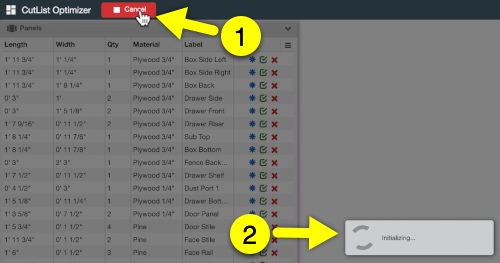 CutList Optimizer
Cancel
1
Panels
Length Width Qty Material Label
1' 11 3/4" 1' 1/4" 1 Plywood 3/4" Box Side Left
1' 11 3/4" 1' 1/4" 1 Plywood 3/4" Box Side Right
1' 11 3/4" 1' 8 1/4" 1 Plywood 3/4" Box Back
0' 3" 1' 2 Plywood 3/4" Drawer Side
0' 3" 1' 5 1/8" 1 Plywood 3/4" Drawer Front
1' 7 9/16" 0' 11 1/2" 2 Plywood 3/4" Drawer Riser
1' 8 1/4" 0' 11 7/8" 1 Plywood 3/4" Sub Top
1' 8 1/4" 0' 11 7/8" 1 Plywood 3/4" Box Bottom
0' 3" 2' 3" 1 Plywood 3/4" Fence Back...
1' 7 1/2" 0' 11 1/2" 1 Plywood 3/4" Drawer Shelf
0' 4 1/2" 0' 3" 1 Plywood 3/4" Dust Port 1
1' 5 1/8" 0' 11 1/4" 1 Plywood 1/4" Drawer Bott...
1' 3 5/8" 0' 7 1/2" 2 Plywood 1/4" Door Panel
1' 5 3/4" 0' 1 1/2" 4 Pine Door Stile
1' 11 3/4" 0' 1 1/2" 2 Pine Face Stile
1' 6" 0' 1 1/2" 3 Pine Face Rail
2
Initializing...